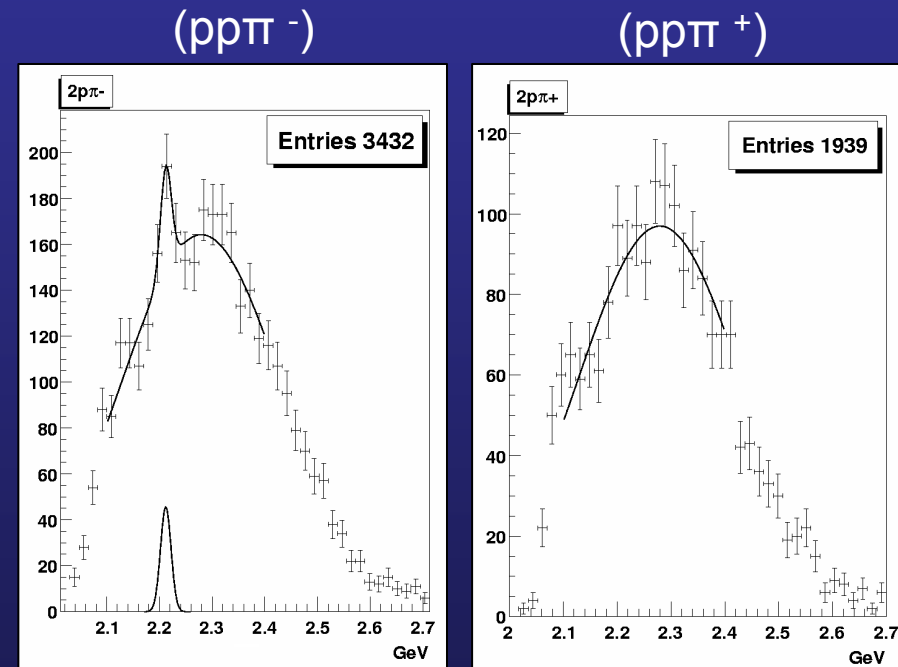 (ppπ -)
(ppπ +)
2pπ-
Entries 3432
200
180
160
140
120
100
80
60
40
20
0
2.1 2.2 2.3 2.4 2.5 2.6 2.7
GeV
2pπ+
Entries 1939
120
100
80
60
40
20
0
2 2.1 2.2 2.3 2.4 2.5 2.6 2.7
GeV